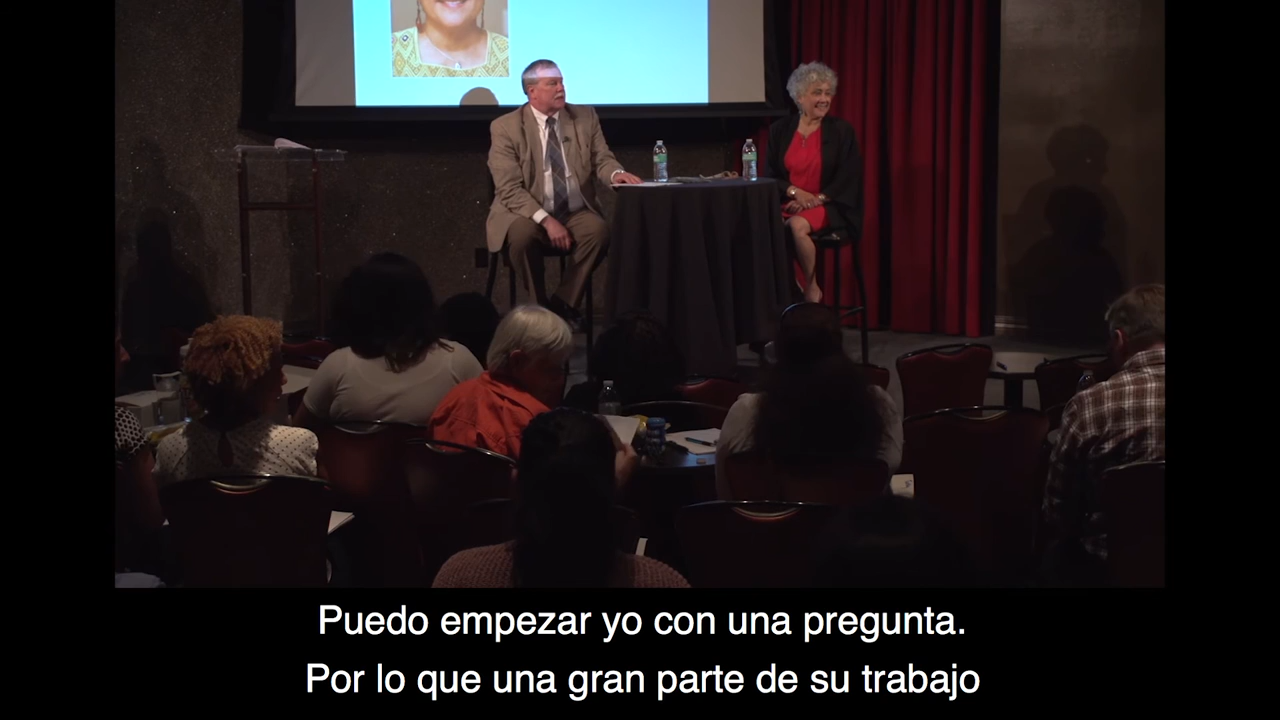 Puedo empezar yo con una pregunta.
Por lo que una gran parte de su trabajo